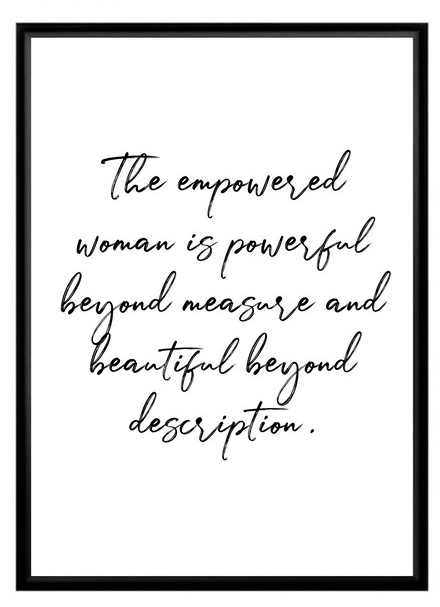 The empowered
woman is powerful
beyond measure and
beautiful beyond
description.